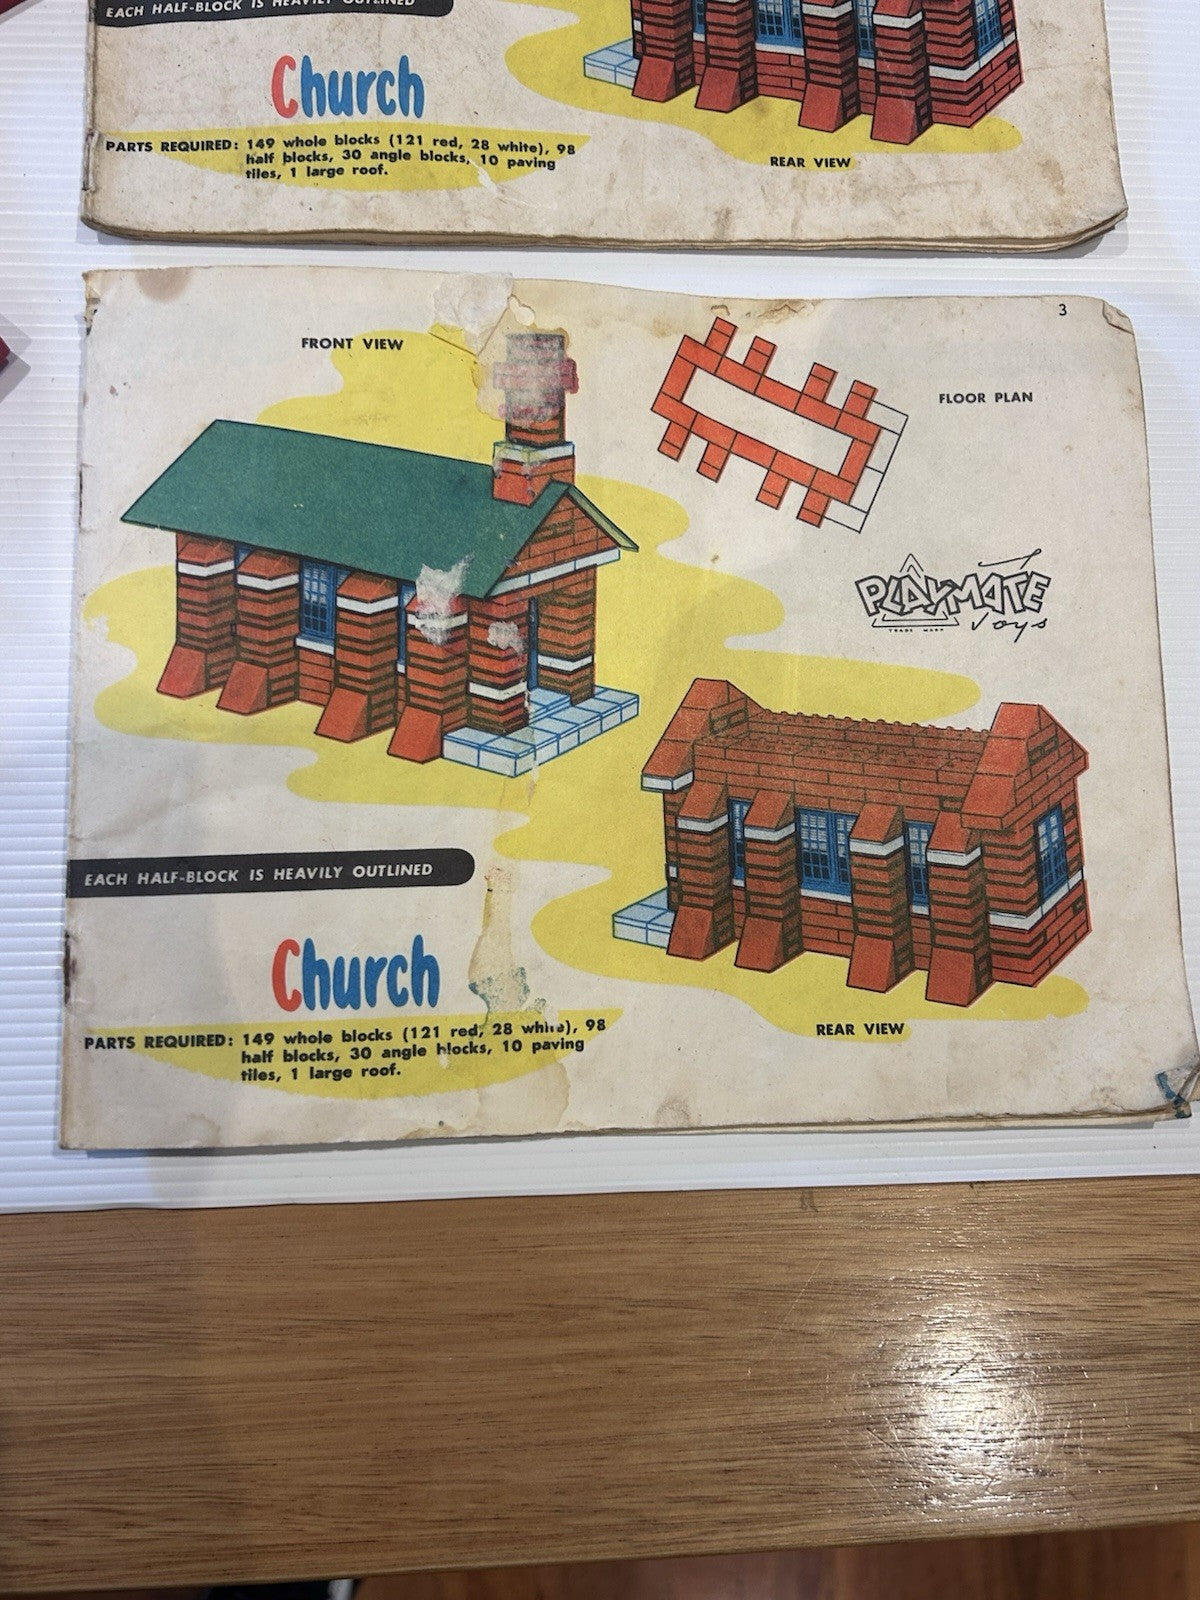 EACH HALF-BLOCK IS HEAVILY OUTLINED
Church
PARTS REQUIRED: 149 whole blocks (121 red, 28 white), 98
half blocks, 30 angle blocks, 10 paving
tiles, 1 large roof.
REAR VIEW
3
FRONT VIEW
FLOOR PLAN
PLAYMATE
Toys
TRADE MARK
EACH HALF-BLOCK IS HEAVILY OUTLINED
Church
PARTS REQUIRED: 149 whole blocks (121 red, 28 white), 98
half blocks, 30 angle blocks, 10 paving
tiles, 1 large roof.
REAR VIEW